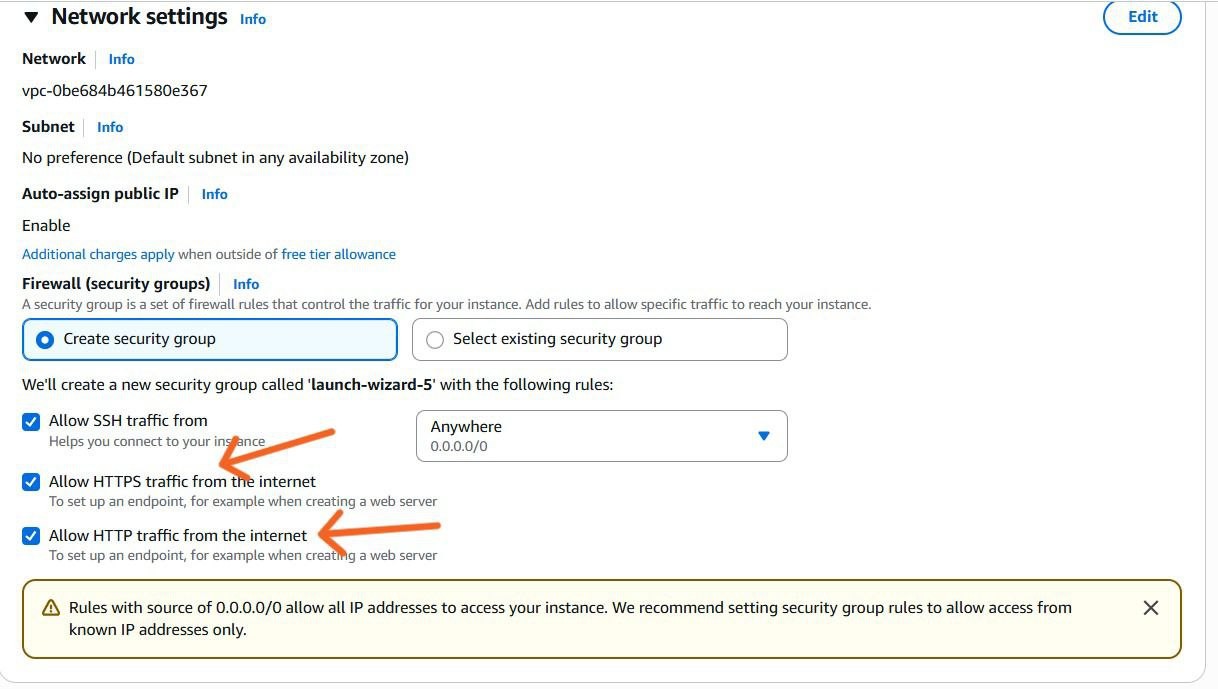 Network settings Info
Edit
Network Info
vpc-0be684b461580e367
Subnet Info
No preference (Default subnet in any availability zone)
Auto-assign public IP Info
Enable
Additional charges apply when outside of free tier allowance
Firewall (security groups) Info
A security group is a set of firewall rules that control the traffic for your instance. Add rules to allow specific traffic to reach your instance.
Create security group
Select existing security group
We'll create a new security group called 'launch-wizard-5' with the following rules:
Allow SSH traffic from
Helps you connect to your instance
Anywhere
0.0.0.0/0
Allow HTTPS traffic from the internet
To set up an endpoint, for example when creating a web server
Allow HTTP traffic from the internet
To set up an endpoint, for example when creating a web server
Rules with source of 0.0.0.0/0 allow all IP addresses to access your instance. We recommend setting security group rules to allow access from
known IP addresses only.